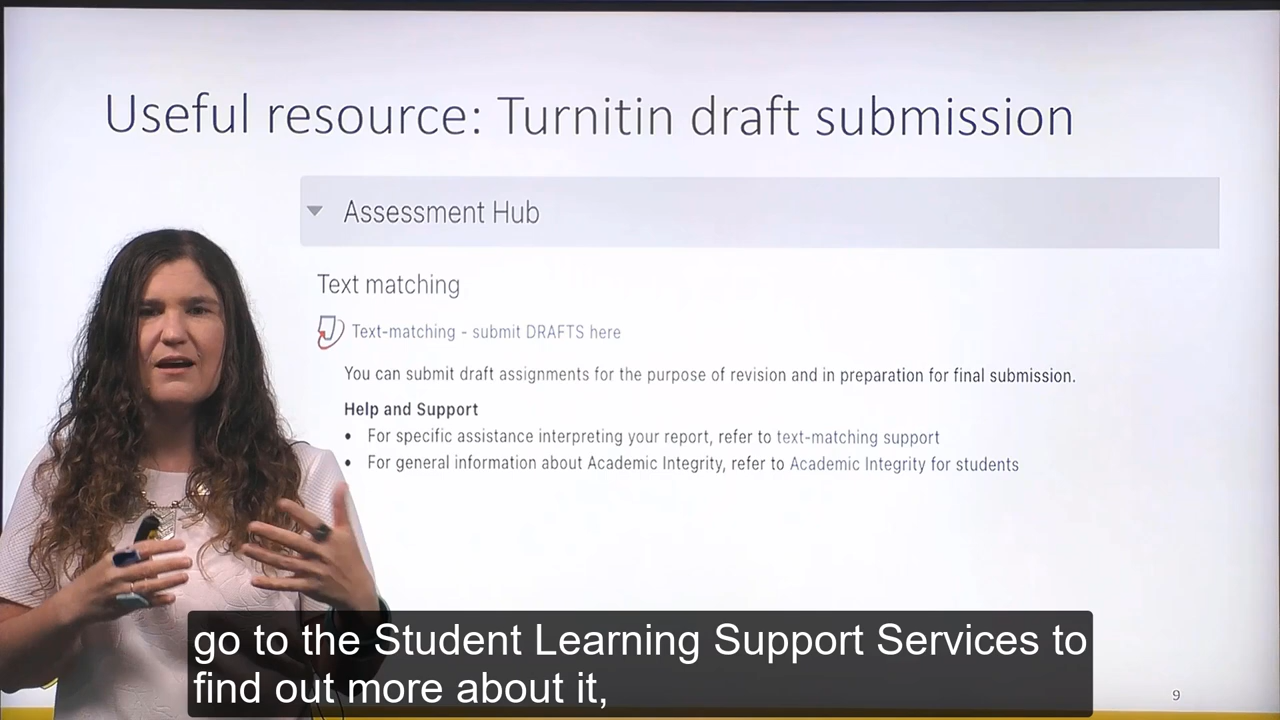 Useful resource: Turnitin draft submission
Assessment Hub
Text matching
Text-matching - submit DRAFTS here
You can submit draft assignments for the purpose of revision and in preparation for final submission.
Help and Support
• For specific assistance interpreting your report, refer to text-matching support
• For general information about Academic Integrity, refer to Academic Integrity for students
go to the Student Learning Support Services to
find out more about it,
9